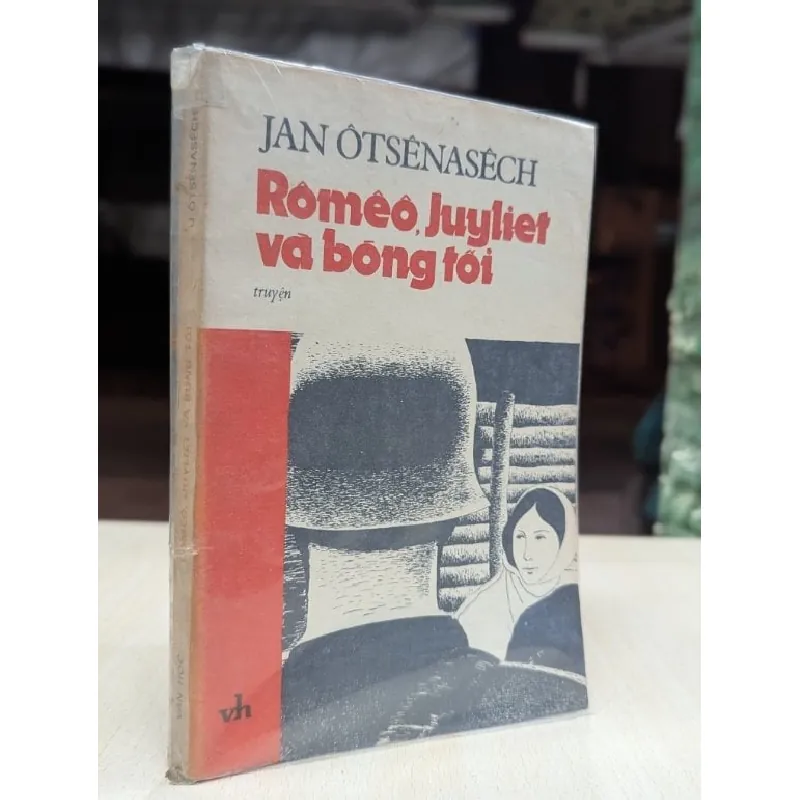 JAN ÔTSÊNASÊCH
Rômêô, Juyliet
và bóng tối
truyện
vh